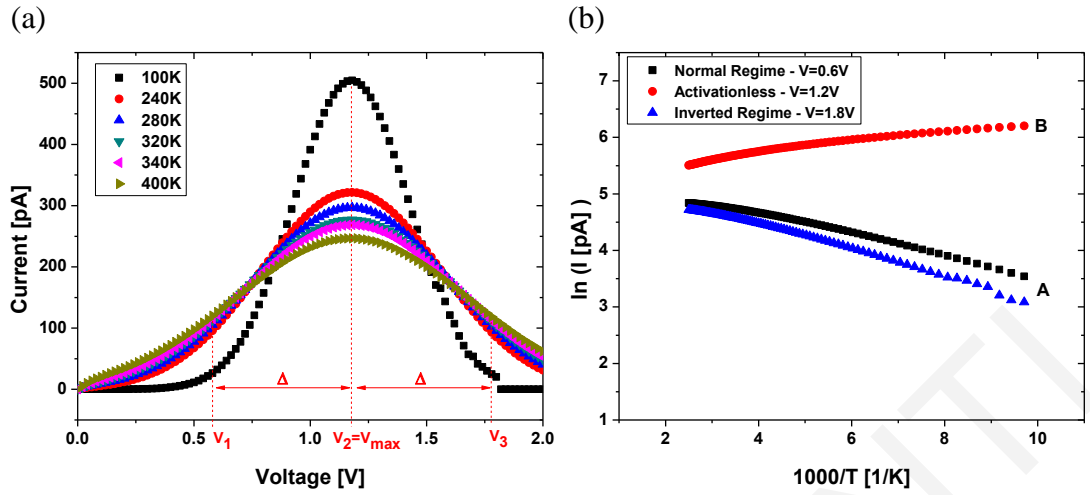 (a)
(b)
100K
240K
280K
320K
340K
400K
500
400
300
200
100
0
Current [pA]
Δ Δ
V1 V2=Vmax V3
0.0 0.5 1.0 1.5 2.0
Voltage [V]
Normal Regime - V=0.6V
Activationless - V=1.2V
Inverted Regime - V=1.8V
B
A
7
6
5
4
3
2
1
ln (I [pA] )
2 4 6 8 10
1000/T [1/K]
NTI